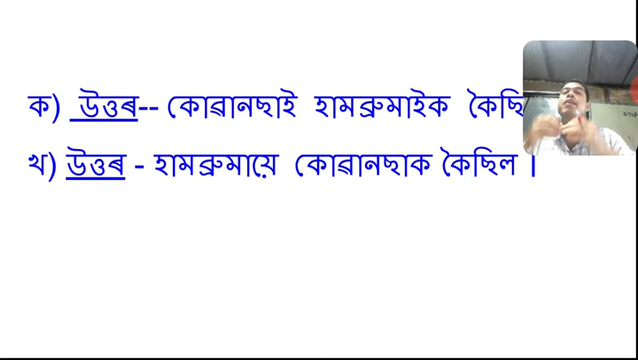 ক) উত্তৰ-- কোৱানছাই হামব্ৰুমাইক কৈছি
খ) উত্তৰ - হামব্ৰুমায়ে কোৱানছাক কৈছিল ।